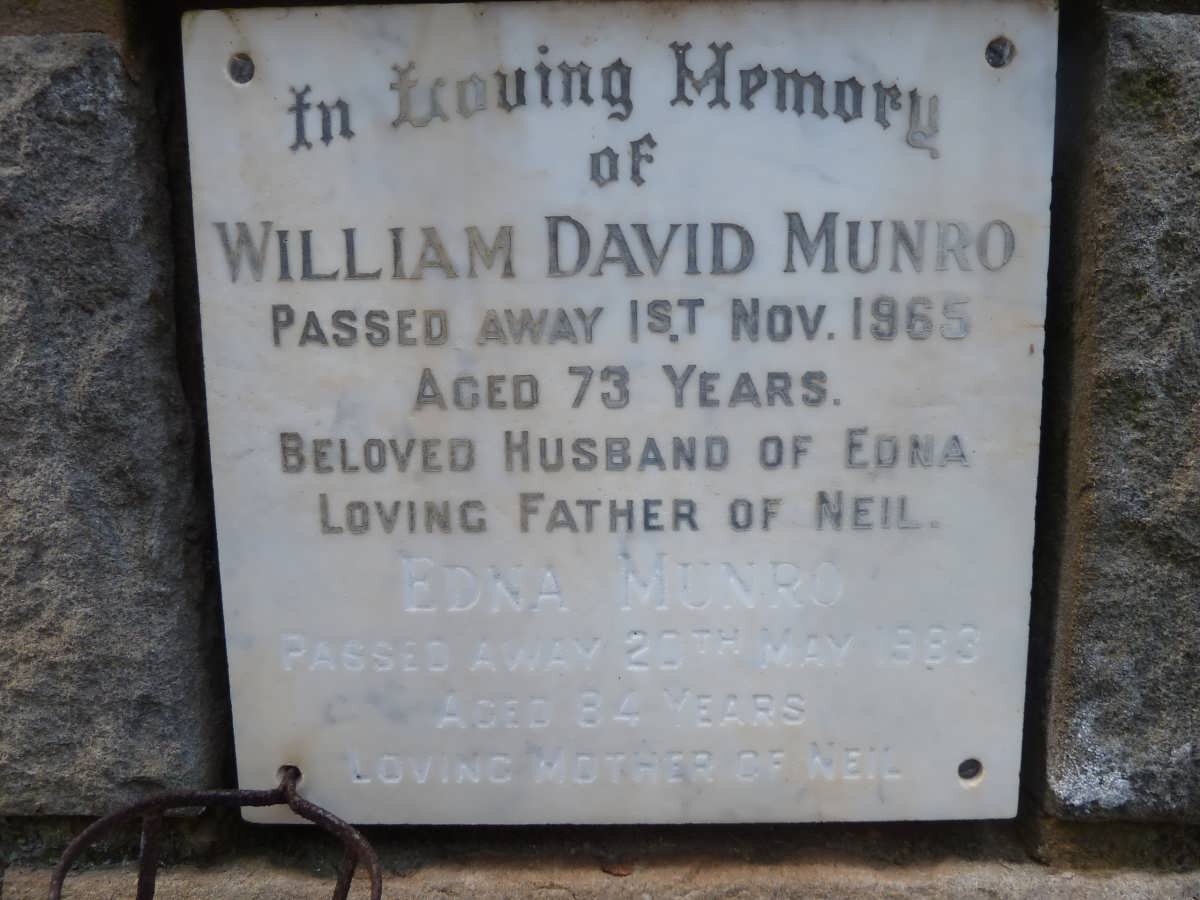 In Loving Memory
of
WILLIAM DAVID MUNRO
PASSED AWAY 1ST. NOV. 1965
AGED 73 YEARS.
BELOVED HUSBAND OF EDNA
LOVING FATHER OF NEIL.
EDNA MUNRO
PASSED AWAY 20TH MAY 1983
AGED 84 YEARS
LOVING MOTHER OF NEIL